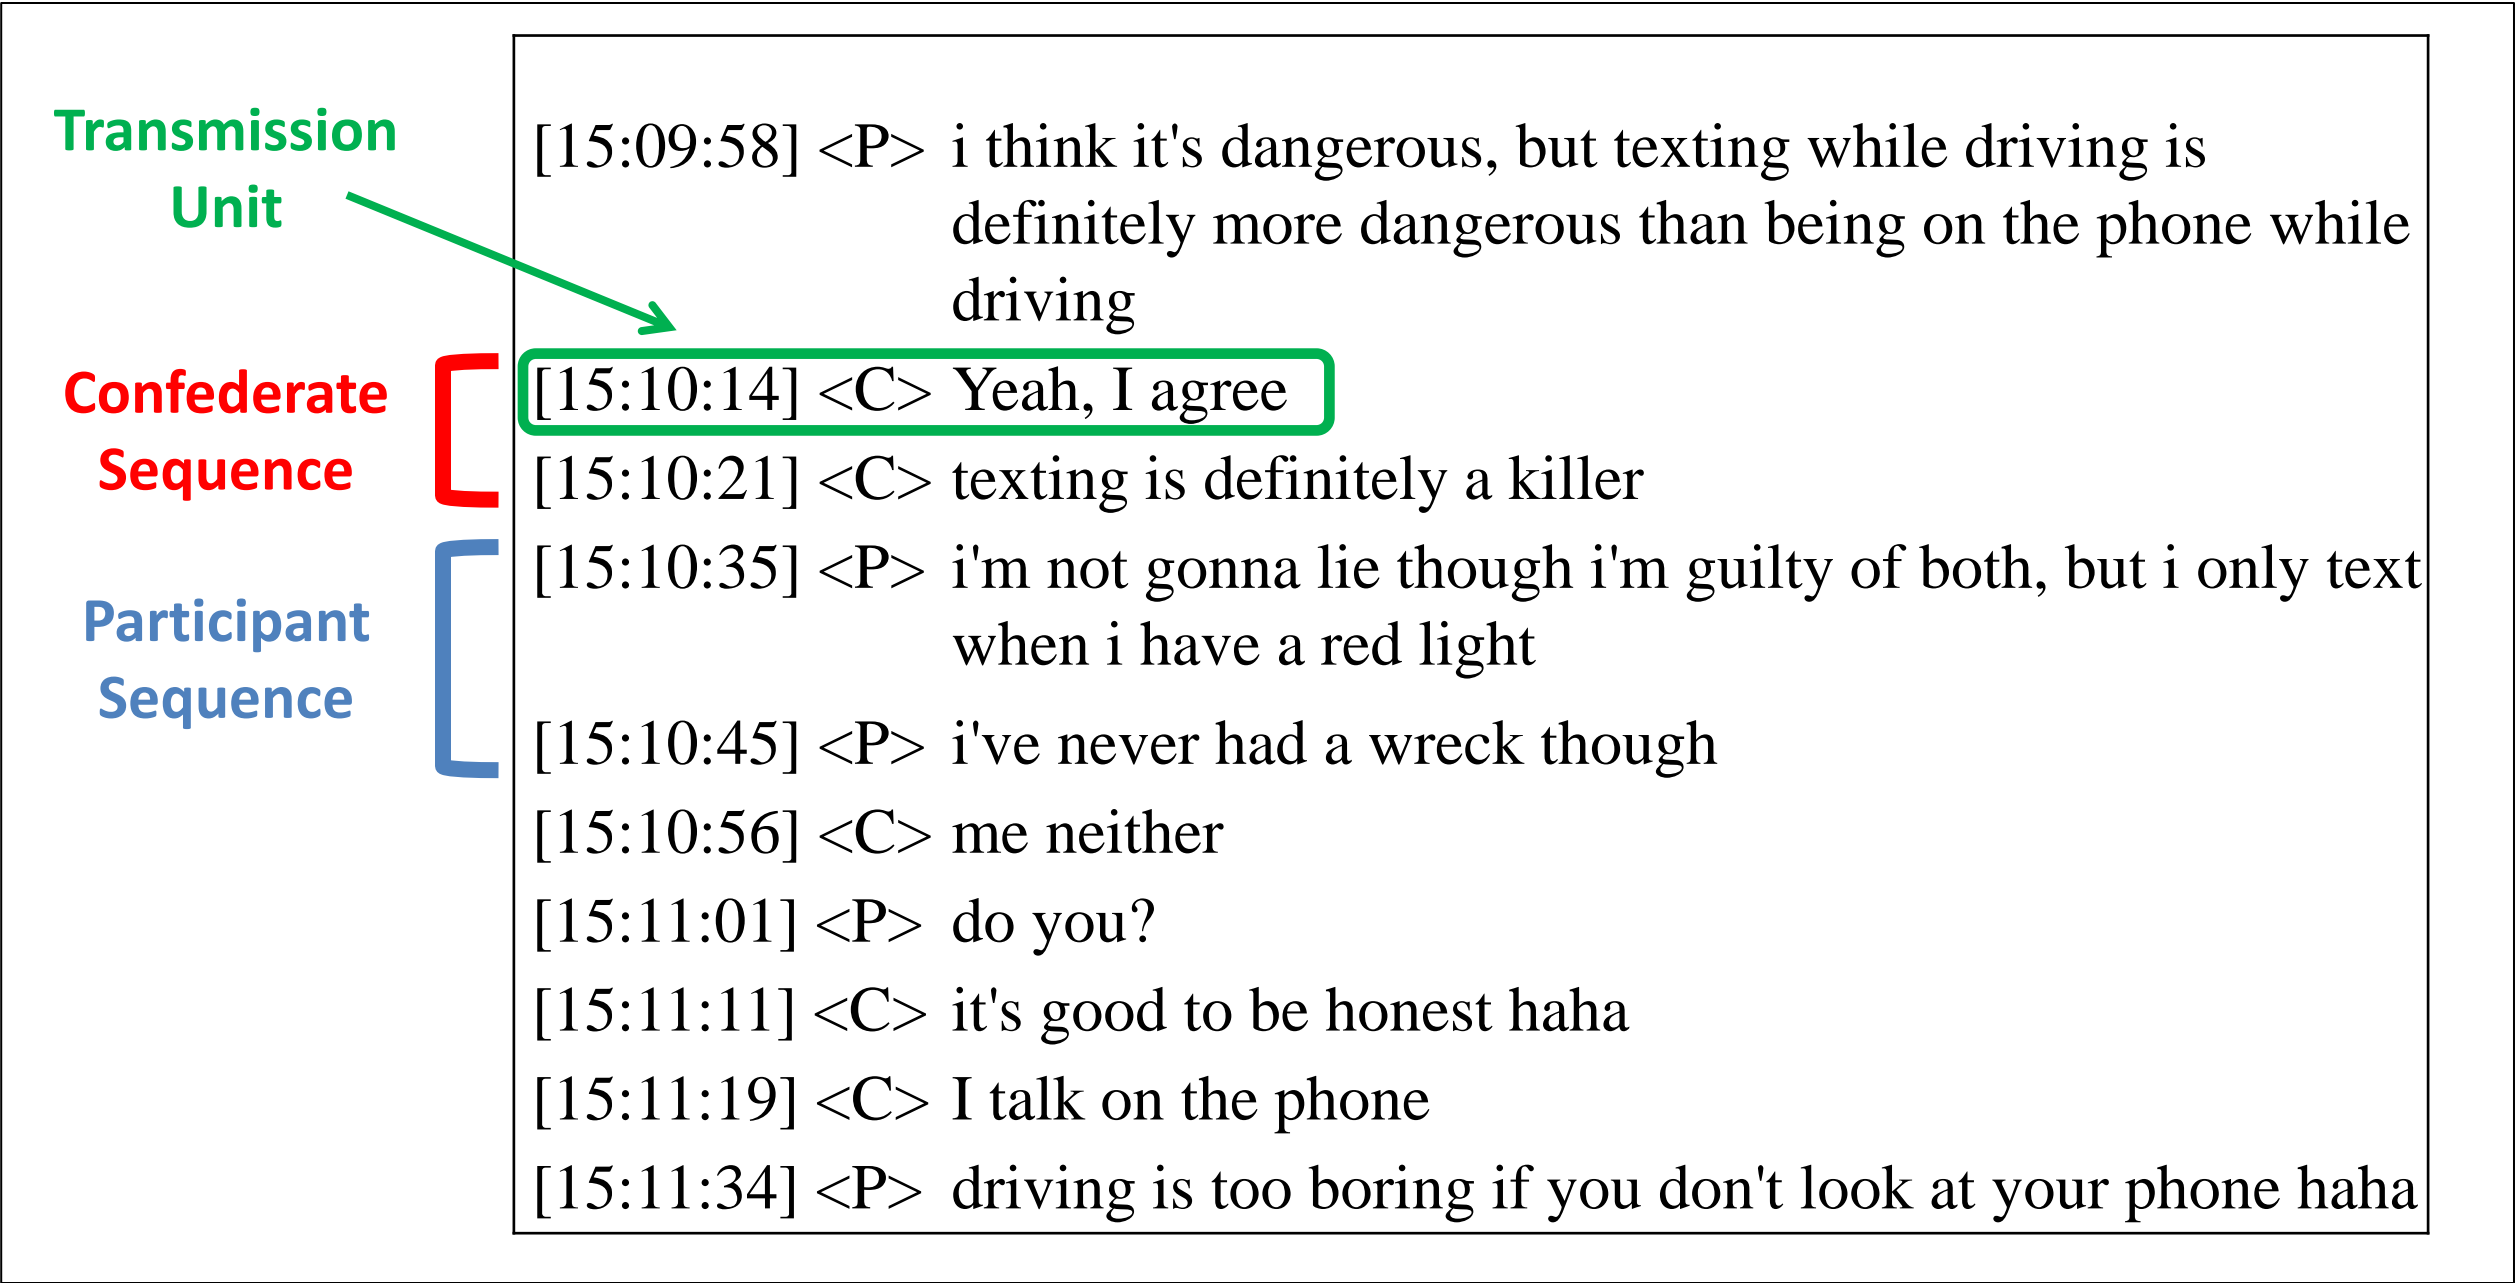 Transmission
Unit
Confederate
Sequence
Participant
Sequence
[15:09:58] <P> i think it's dangerous, but texting while driving is
definitely more dangerous than being on the phone while
driving
[15:10:14] <C> Yeah, I agree
[15:10:21] <C> texting is definitely a killer
[15:10:35] <P> i'm not gonna lie though i'm guilty of both, but i only text
when i have a red light
[15:10:45] <P> i've never had a wreck though
[15:10:56] <C> me neither
[15:11:01] <P> do you?
[15:11:11] <C> it's good to be honest haha
[15:11:19] <C> I talk on the phone
[15:11:34] <P> driving is too boring if you don't look at your phone haha